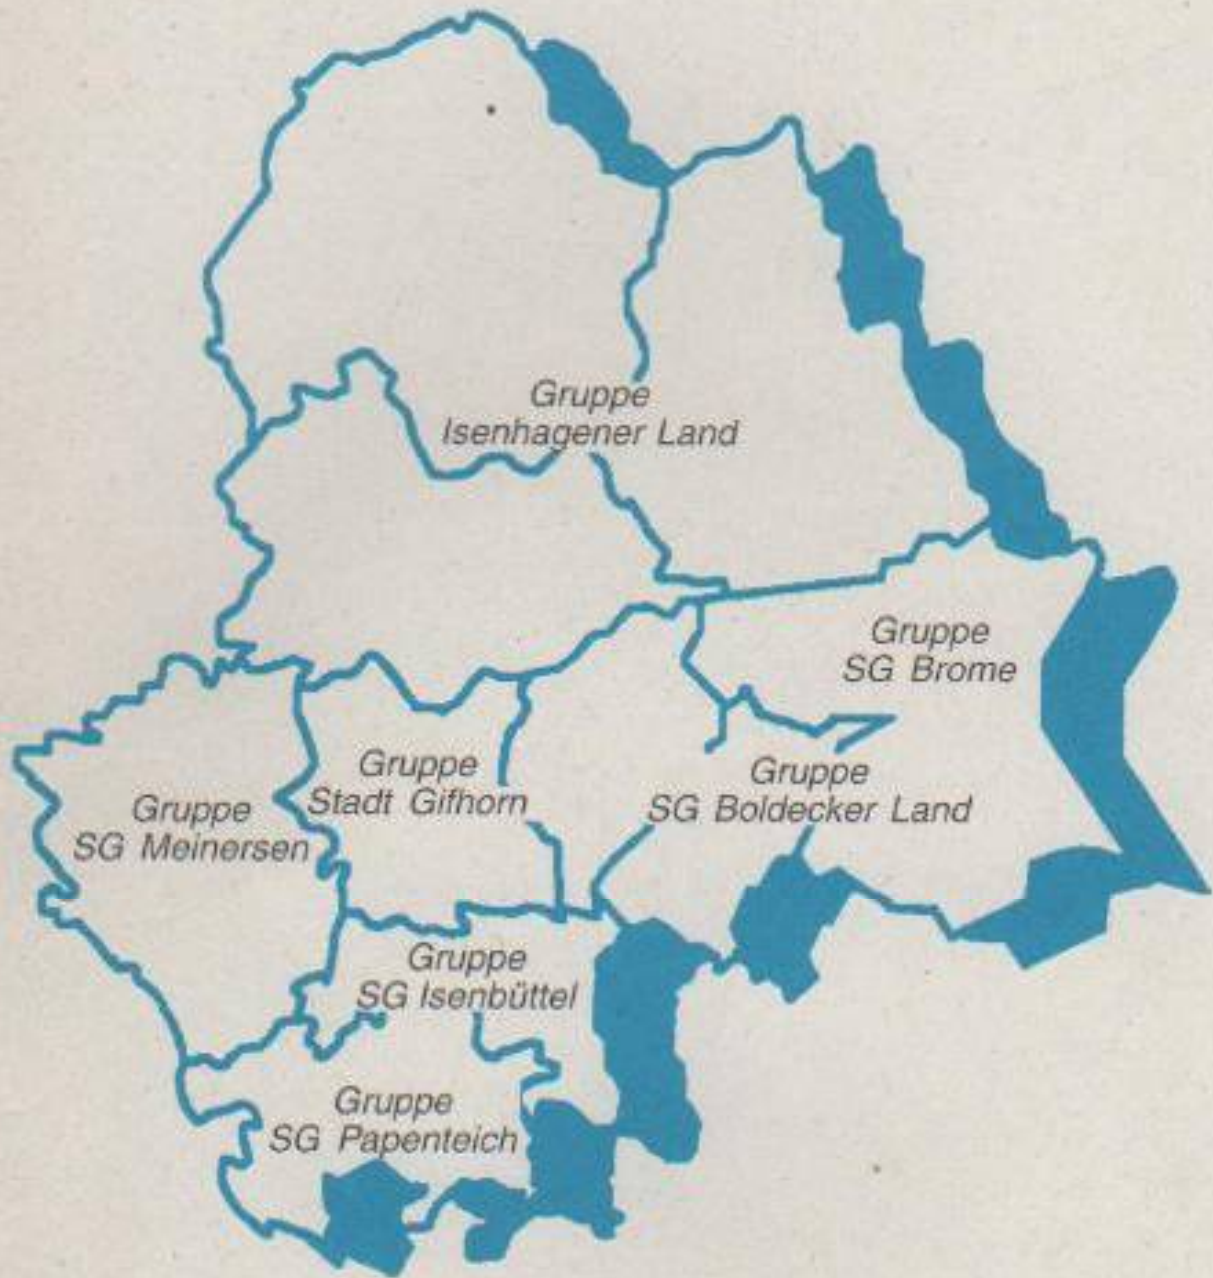 Gruppe
Isenhagener Land
Gruppe
SG Brome
Gruppe
Stadt Gifhorn
Gruppe
SG Boldecker Land
Gruppe
SG Meinersen
Gruppe
SG Isenbüttel
Gruppe
SG Papenteich